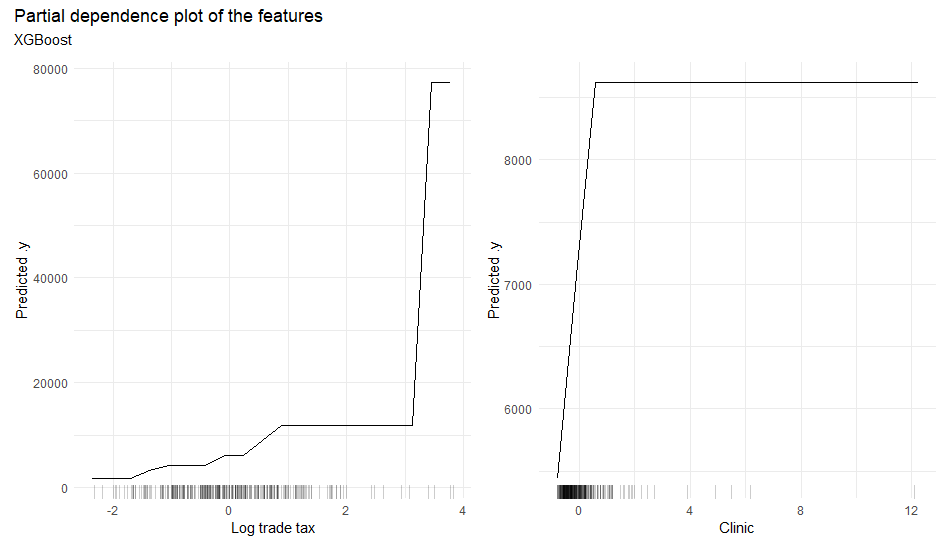 Partial dependence plot of the features
XGBoost
Predicted .y
80000
60000
40000
20000
0
-2 0 2 4
Log trade tax
Predicted .y
8000
7000
6000
0 4 8 12
Clinic